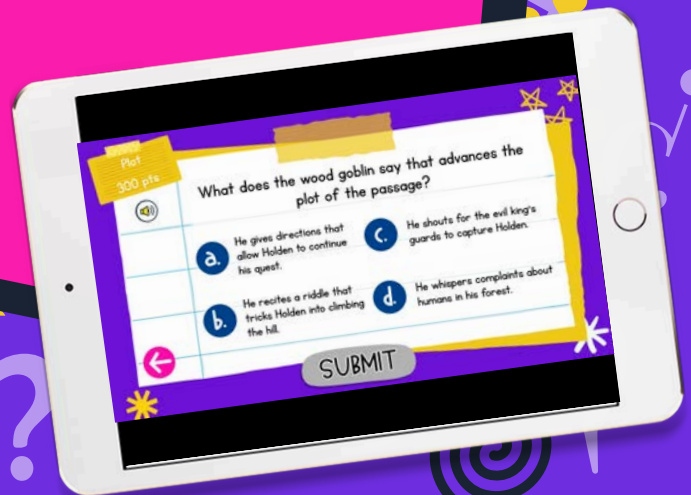 Plot
300 pts
What does the wood goblin say that advances the
plot of the passage?
a.
He gives directions that
allow Holden to continue
his quest.
b.
He recites a riddle that
tricks Holden into climbing
the hill.
c.
He shouts for the evil king's
guards to capture Holden.
d.
He whispers complaints about
humans in his forest.
SUBMIT